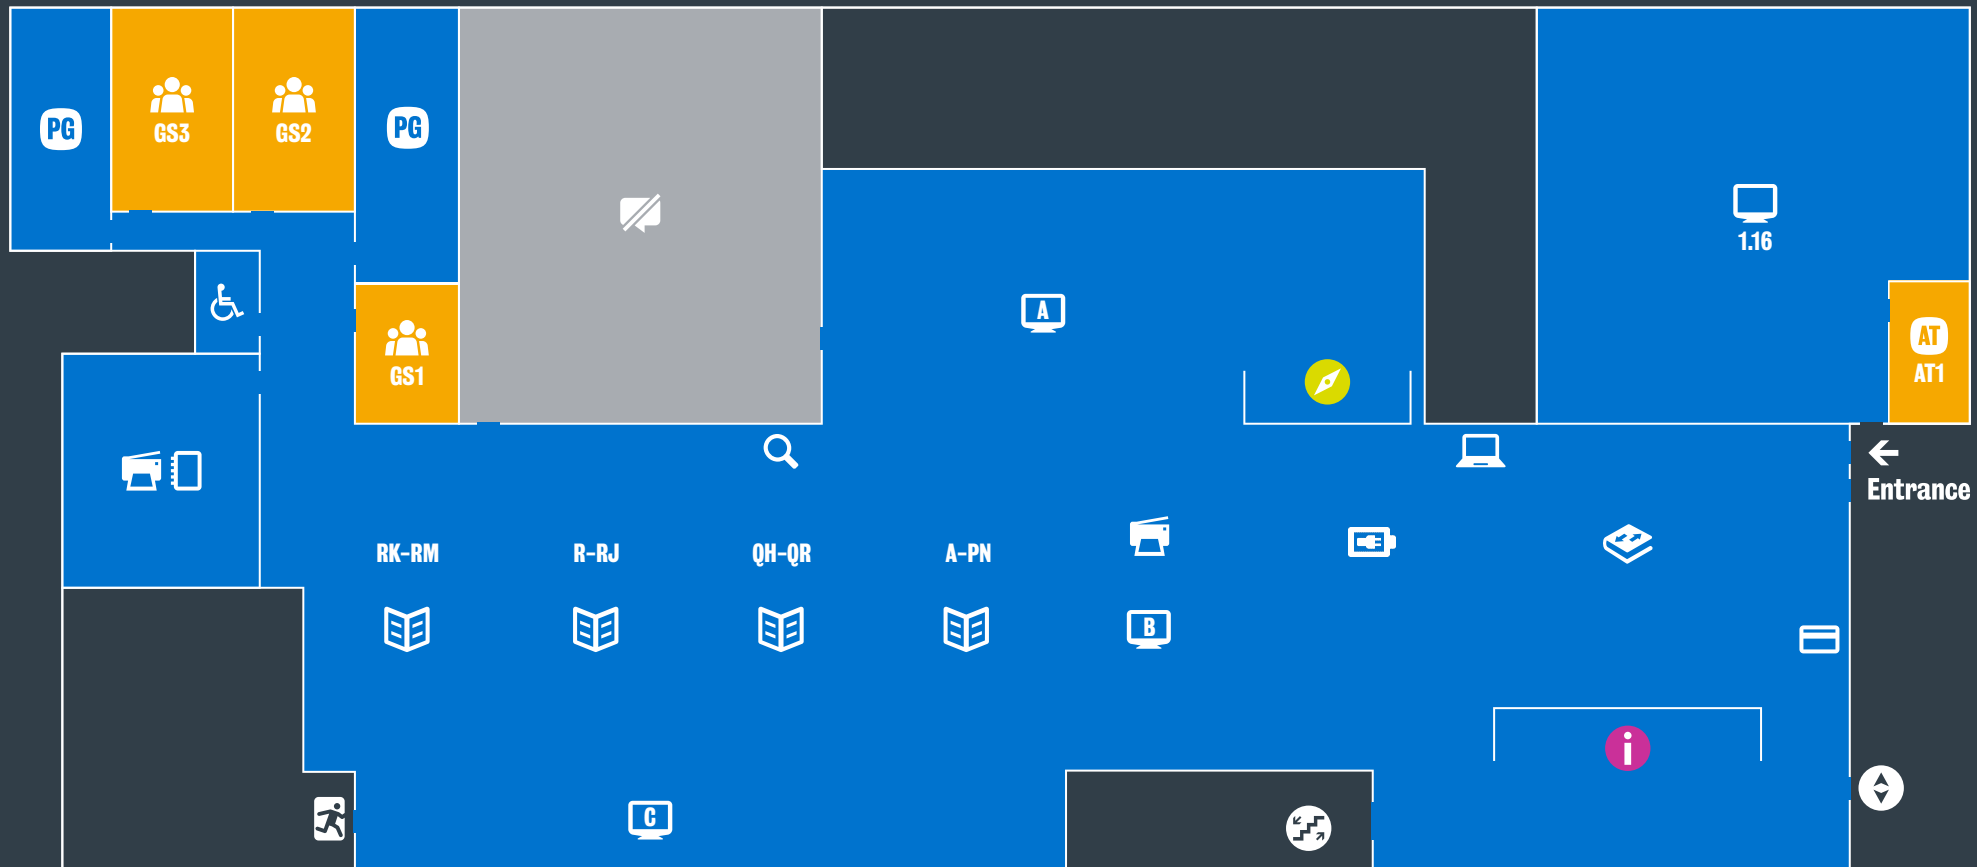 PG
GS3
GS2
PG
1.16
A
AT
AT1
GS1
Entrance
RK-RM
R-RJ
QH-QR
A-PN
B
i
C